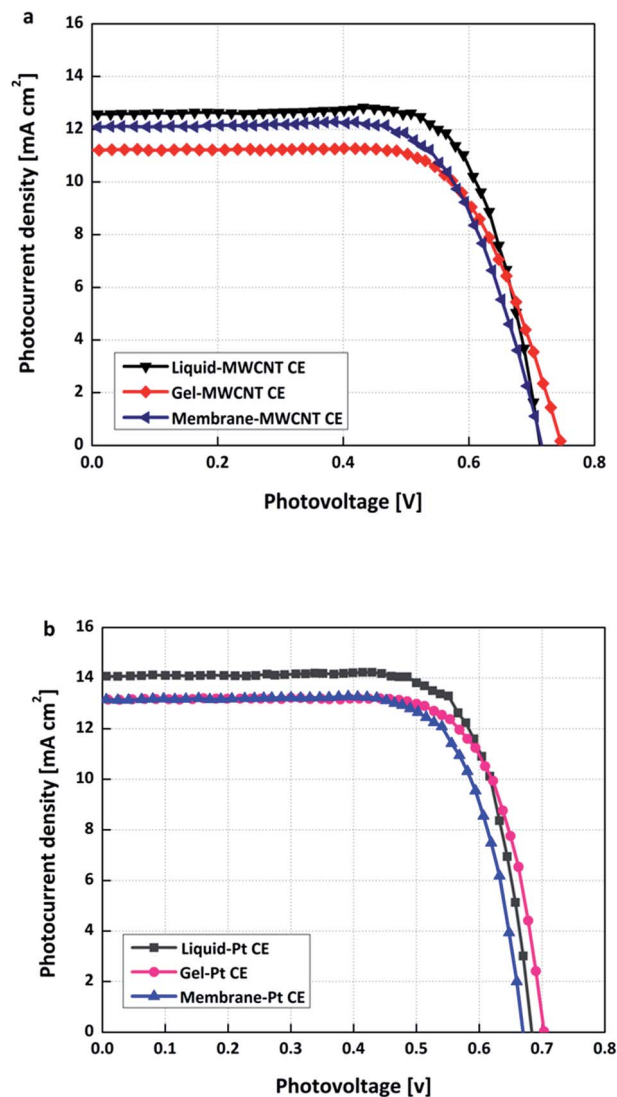 a
16
14
12
10
8
6
4
2
0
Photocurrent density [mA cm²]
Liquid-MWCNT CE
Gel-MWCNT CE
Membrane-MWCNT CE
0.0 0.2 0.4 0.6 0.8
Photovoltage [V]
b
16
14
12
10
8
6
4
2
0
Photocurrent density [mA cm²]
Liquid-Pt CE
Gel-Pt CE
Membrane-Pt CE
0.0 0.1 0.2 0.3 0.4 0.5 0.6 0.7 0.8
Photovoltage [v]